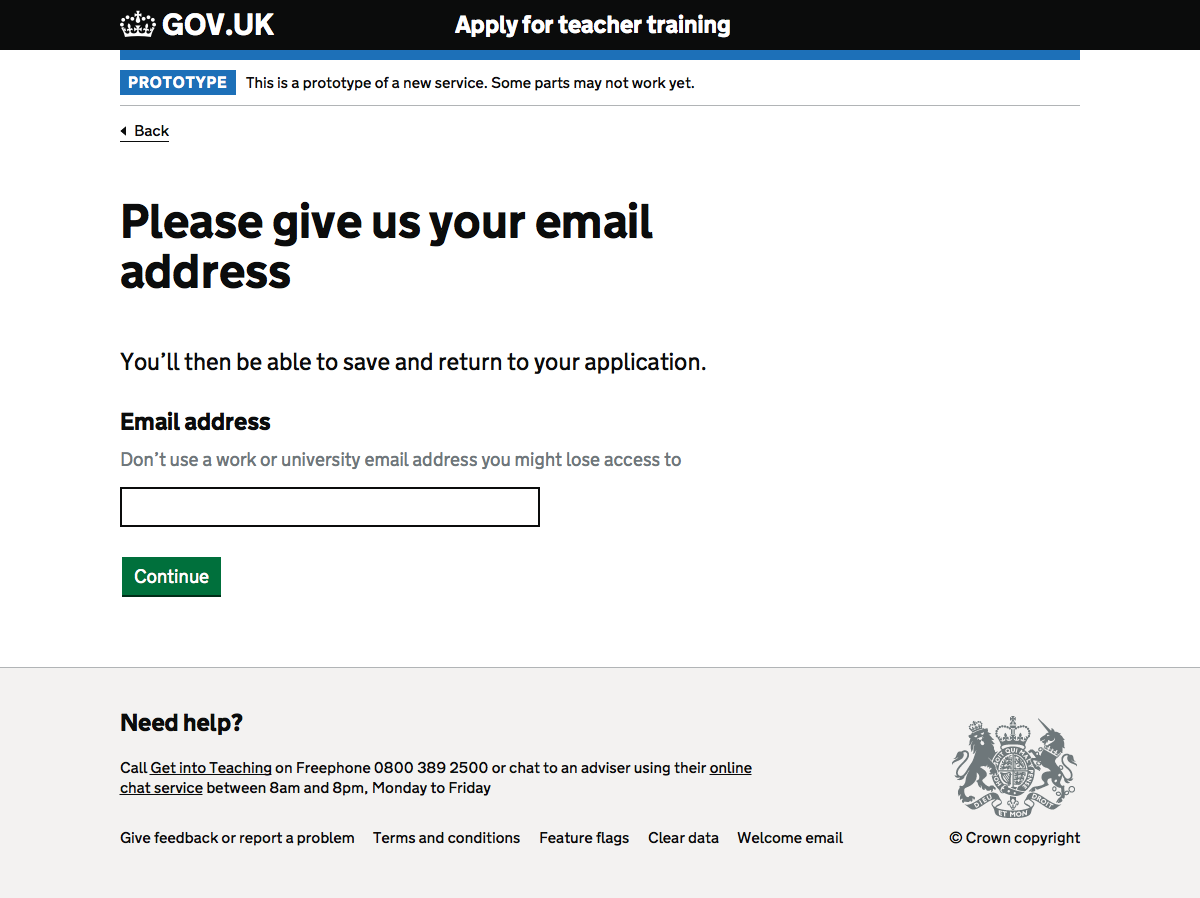 GOV.UK
Apply for teacher training
PROTOTYPE This is a prototype of a new service. Some parts may not work yet.
Back
Please give us your email
address
You’ll then be able to save and return to your application.
Email address
Don’t use a work or university email address you might lose access to
Continue
Need help?
Call Get into Teaching on Freephone 0800 389 2500 or chat to an adviser using their online
chat service between 8am and 8pm, Monday to Friday
Give feedback or report a problem Terms and conditions Feature flags Clear data Welcome email
DIEU ET MON DROIT
© Crown copyright